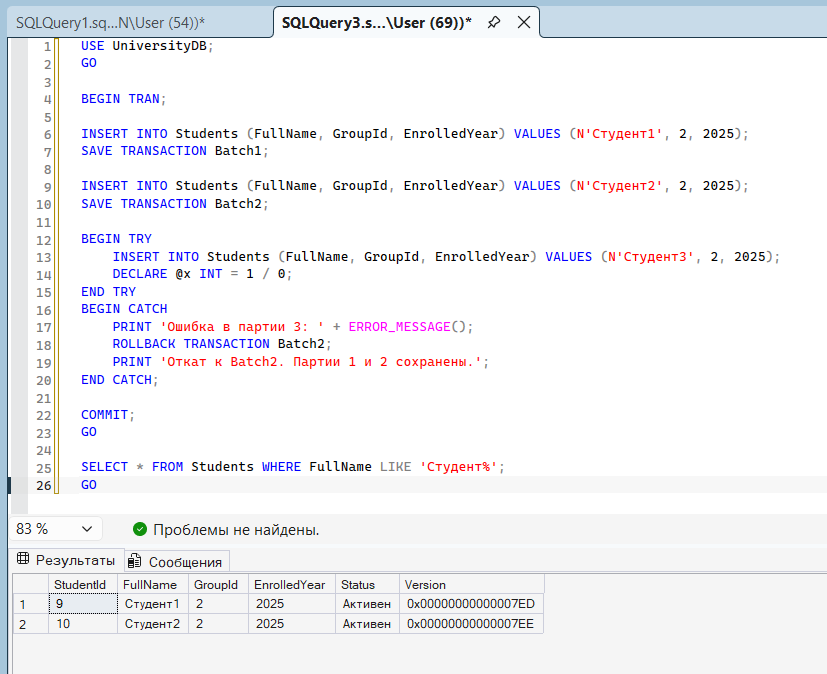 SQLQuery1.sq...N\User (54))*
SQLQuery3.s...\User (69))*
1 USE UniversityDB;
2 GO
3
4 BEGIN TRAN;
5
6 INSERT INTO Students (FullName, GroupId, EnrolledYear) VALUES (N'Студент1', 2, 2025);
7 SAVE TRANSACTION Batch1;
8
9 INSERT INTO Students (FullName, GroupId, EnrolledYear) VALUES (N'Студент2', 2, 2025);
10 SAVE TRANSACTION Batch2;
11
12 BEGIN TRY
13 INSERT INTO Students (FullName, GroupId, EnrolledYear) VALUES (N'Студент3', 2, 2025);
14 DECLARE @x INT = 1 / 0;
15 END TRY
16 BEGIN CATCH
17 PRINT 'Ошибка в партии 3: ' + ERROR_MESSAGE();
18 ROLLBACK TRANSACTION Batch2;
19 PRINT 'Откат к Batch2. Партии 1 и 2 сохранены.';
20 END CATCH;
21
22 COMMIT;
23 GO
24
25 SELECT * FROM Students WHERE FullName LIKE 'Студент%';
26 GO
83 %
Проблемы не найдены.
Результаты
Сообщения
StudentId FullName GroupId EnrolledYear Status Version
1 9 Студент1 2 2025 Активен 0x00000000000007ED
2 10 Студент2 2 2025 Активен 0x00000000000007EE